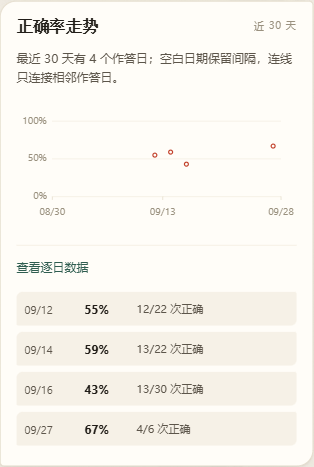 正确率走势
近 30 天
最近 30 天有 4 个作答日；空白日期保留间隔，连线
只连接相邻作答日。
100%
50%
0%
08/30 09/13 09/28
查看逐日数据
09/12 55% 12/22 次正确
09/14 59% 13/22 次正确
09/16 43% 13/30 次正确
09/27 67% 4/6 次正确